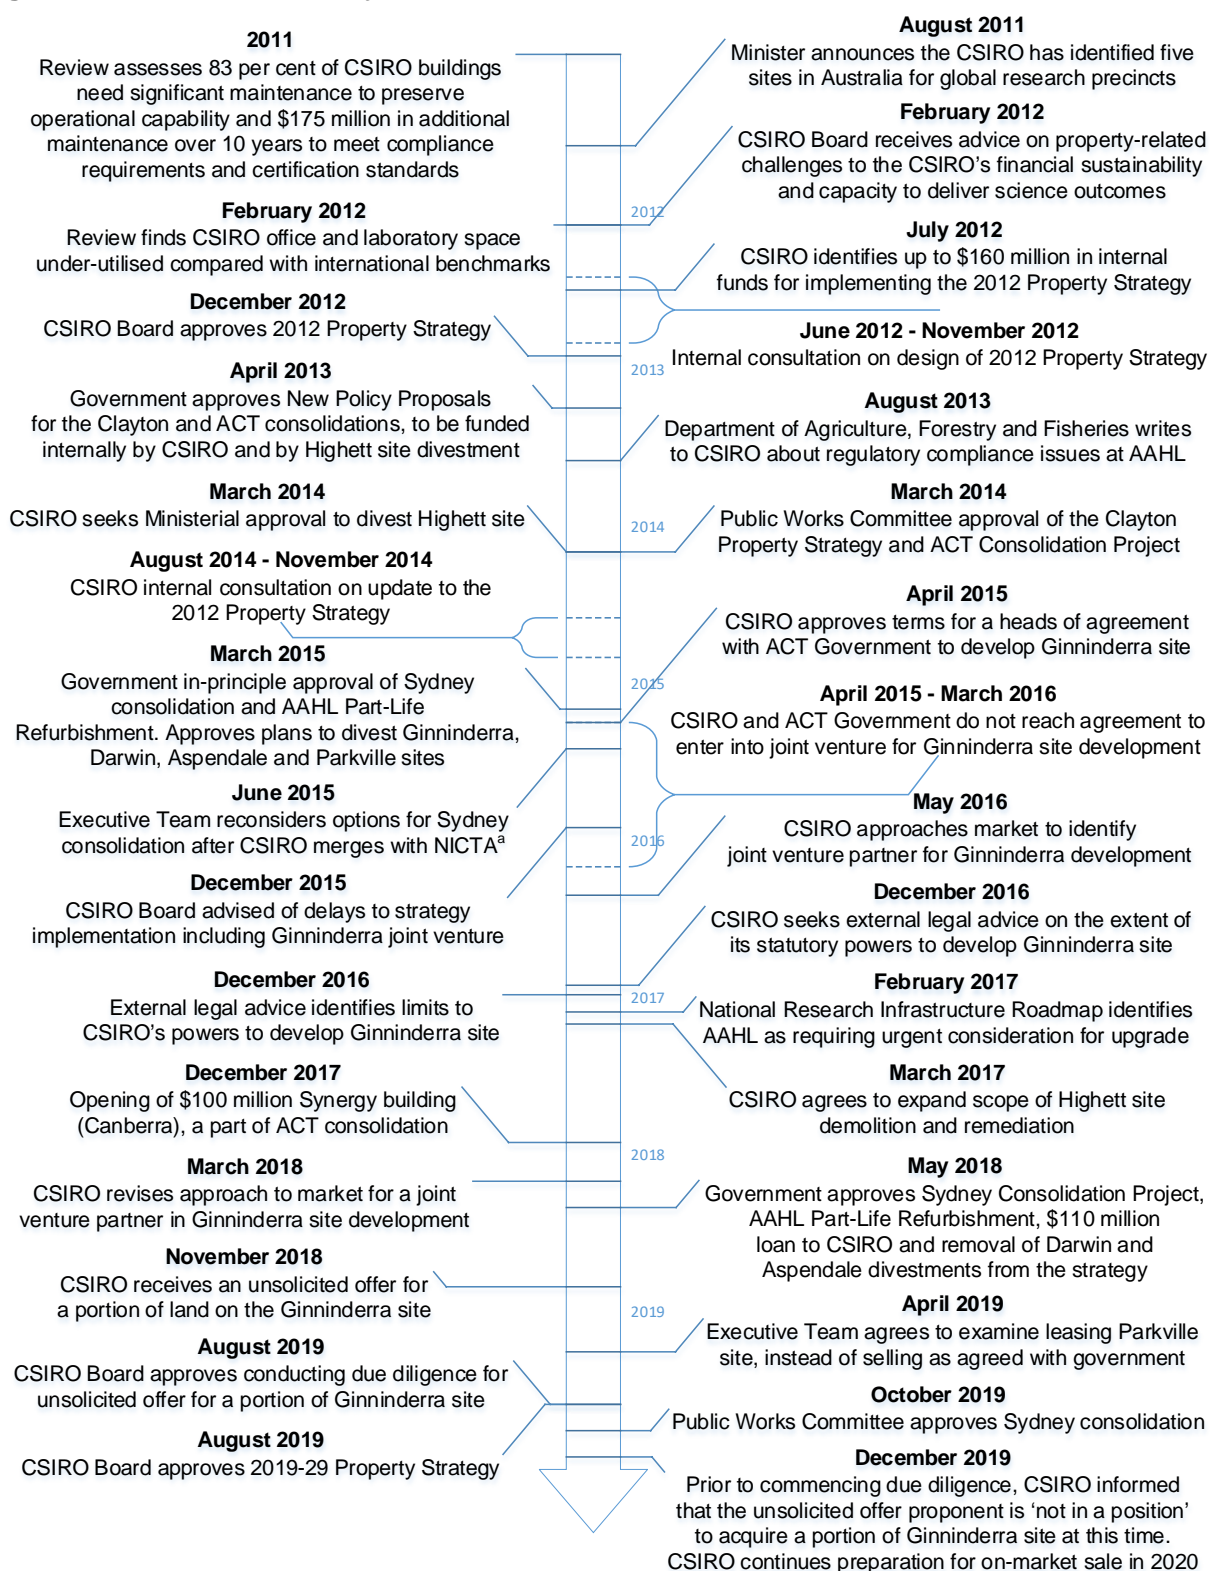 2011
Review assesses 83 per cent of CSIRO buildings
need significant maintenance to preserve
operational capability and $175 million in additional
maintenance over 10 years to meet compliance
requirements and certification standards
August 2011
Minister announces the CSIRO has identified five
sites in Australia for global research precincts
February 2012
CSIRO Board receives advice on property-related
challenges to the CSIRO's financial sustainability
and capacity to deliver science outcomes
February 2012
Review finds CSIRO office and laboratory space
under-utilised compared with international benchmarks
2012
July 2012
CSIRO identifies up to $160 million in internal
funds for implementing the 2012 Property Strategy
December 2012
CSIRO Board approves 2012 Property Strategy
June 2012 - November 2012
Internal consultation on design of 2012 Property Strategy
2013
April 2013
Government approves New Policy Proposals
for the Clayton and ACT consolidations, to be funded
internally by CSIRO and by Highett site divestment
August 2013
Department of Agriculture, Forestry and Fisheries writes
to CSIRO about regulatory compliance issues at AAHL
March 2014
CSIRO seeks Ministerial approval to divest Highett site
March 2014
Public Works Committee approval of the Clayton
Property Strategy and ACT Consolidation Project
2014
August 2014 - November 2014
CSIRO internal consultation on update to the
2012 Property Strategy
April 2015
CSIRO approves terms for a heads of agreement
with ACT Government to develop Ginninderra site
March 2015
Government in-principle approval of Sydney
consolidation and AAHL Part-Life
Refurbishment. Approves plans to divest Ginninderra,
Darwin, Aspendale and Parkville sites
2015
April 2015 - March 2016
CSIRO and ACT Government do not reach agreement to
enter into joint venture for Ginninderra site development
June 2015
Executive Team reconsiders options for Sydney
consolidation after CSIRO merges with NICTAa
May 2016
CSIRO approaches market to identify
joint venture partner for Ginninderra development
2016
December 2015
CSIRO Board advised of delays to strategy
implementation including Ginninderra joint venture
December 2016
CSIRO seeks external legal advice on the extent of
its statutory powers to develop Ginninderra site
December 2016
External legal advice identifies limits to
CSIRO's powers to develop Ginninderra site
2017
February 2017
National Research Infrastructure Roadmap identifies
AAHL as requiring urgent consideration for upgrade
December 2017
Opening of $100 million Synergy building
(Canberra), a part of ACT consolidation
March 2017
CSIRO agrees to expand scope of Highett site
demolition and remediation
2018
March 2018
CSIRO revises approach to market for a joint
venture partner in Ginninderra site development
May 2018
Government approves Sydney Consolidation Project,
AAHL Part-Life Refurbishment, $110 million
loan to CSIRO and removal of Darwin and
Aspendale divestments from the strategy
November 2018
CSIRO receives an unsolicited offer for
a portion of land on the Ginninderra site
2019
April 2019
Executive Team agrees to examine leasing Parkville
site, instead of selling as agreed with government
August 2019
CSIRO Board approves conducting due diligence for
unsolicited offer for a portion of Ginninderra site
October 2019
Public Works Committee approves Sydney consolidation
August 2019
CSIRO Board approves 2019-29 Property Strategy
December 2019
Prior to commencing due diligence, CSIRO informed
that the unsolicited offer proponent is 'not in a position'
to acquire a portion of Ginninderra site at this time.
CSIRO continues preparation for on-market sale in 2020